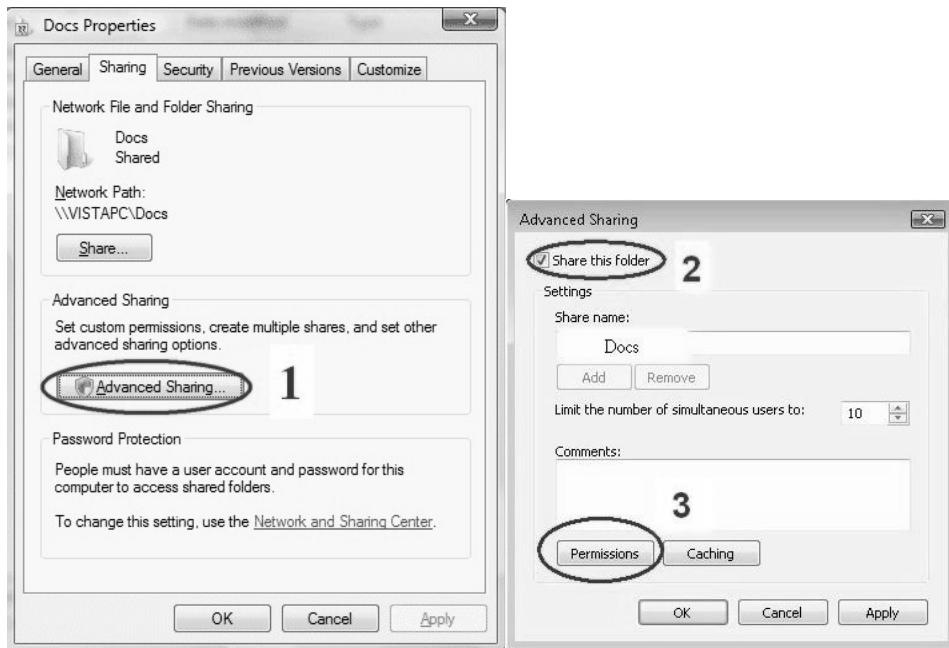 Docs Properties
General Sharing Security Previous Versions Customize
Network File and Folder Sharing
Docs
Shared
Network Path:
\\VISTAPC\Docs
Share...
Advanced Sharing
Set custom permissions, create multiple shares, and set other
advanced sharing options.
Advanced Sharing...
1
Password Protection
People must have a user account and password for this
computer to access shared folders.
To change this setting, use the Network and Sharing Center.
OK Cancel Apply
Advanced Sharing
Share this folder
2
Settings
Share name:
Docs
Add Remove
Limit the number of simultaneous users to: 10
Comments:
3
Permissions Caching
OK Cancel Apply